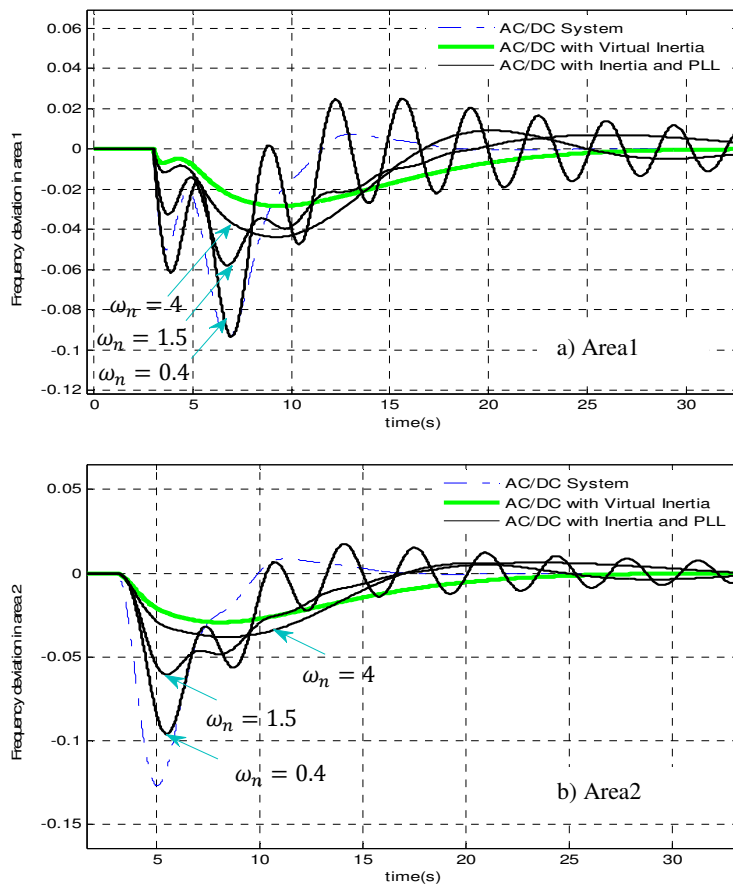 0.06
0.04
0.02
0
-0.02
-0.04
-0.06
-0.08
-0.1
-0.12
Frequency deviation in area 1
AC/DC System
AC/DC with Virtual Inertia
AC/DC with Inertia and PLL
ωn = 4
ωn = 1.5
ωn = 0.4
a) Area1
0 5 10 15 20 25 30
time(s)
0.05
0
-0.05
-0.1
-0.15
Frequency deviation in area 2
AC/DC System
AC/DC with Virtual Inertia
AC/DC with Inertia and PLL
ωn = 4
ωn = 1.5
ωn = 0.4
b) Area2
5 10 15 20 25 30
time(s)